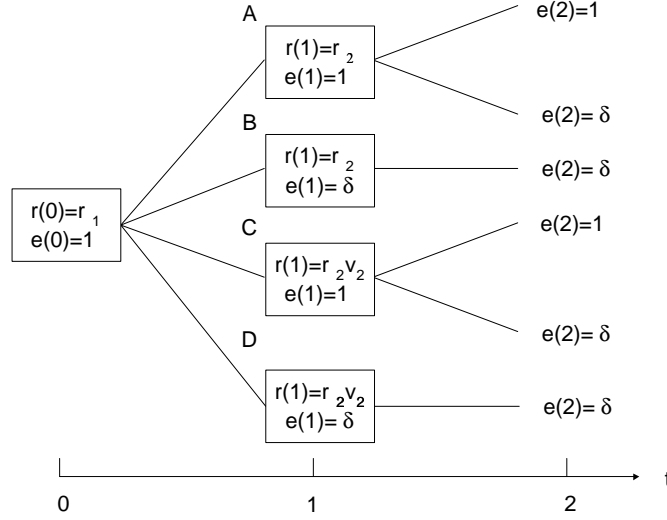 A
e(2)=1
r(1)=r 2
e(1)=1
e(2)= δ
B
r(1)=r 2
e(1)= δ
e(2)= δ
r(0)=r 1
e(0)=1
C
e(2)=1
r(1)=r 2v2
e(1)=1
e(2)= δ
D
r(1)=r 2v2
e(1)= δ
e(2)= δ
t
0
1
2